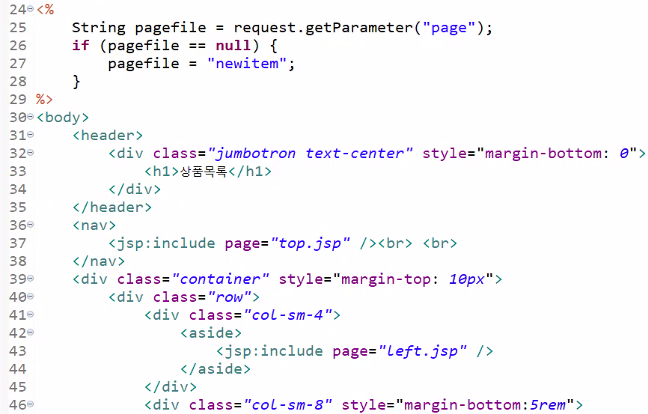 24 <%
25 String pagefile = request.getParameter("page");
26 if (pagefile == null) {
27 pagefile = "newitem";
28 }
29 %>
30 <body>
31 <header>
32 <div class="jumbotron text-center" style="margin-bottom: 0">
33 <h1>상품목록</h1>
34 </div>
35 </header>
36 <nav>
37 <jsp:include page="top.jsp" /><br> <br>
38 </nav>
39 <div class="container" style="margin-top: 10px">
40 <div class="row">
41 <div class="col-sm-4">
42 <aside>
43 <jsp:include page="left.jsp" />
44 </aside>
45 </div>
46 <div class="col-sm-8" style="margin-bottom:5rem">